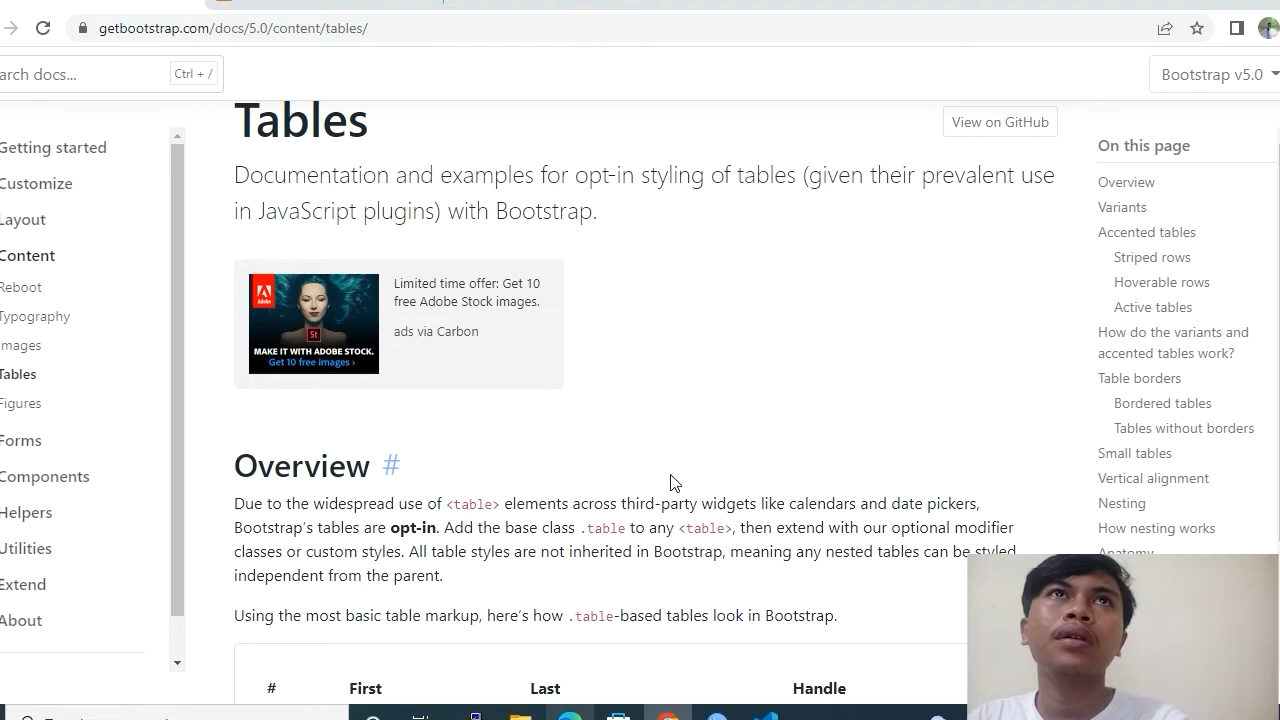 getbootstrap.com/docs/5.0/content/tables/
arch docs...
Ctrl + /
Bootstrap v5.0
Getting started
Customize
Layout
Content
Reboot
Typography
mages
Tables
Figures
Forms
Components
Helpers
Utilities
Extend
About
Tables
View on GitHub
Documentation and examples for opt-in styling of tables (given their prevalent use
in JavaScript plugins) with Bootstrap.
Adobe
St
MAKE IT WITH ADOBE STOCK.
Get 10 free images ›
Limited time offer: Get 10
free Adobe Stock images.
ads via Carbon
Overview #
Due to the widespread use of <table> elements across third-party widgets like calendars and date pickers,
Bootstrap's tables are opt-in. Add the base class .table to any <table>, then extend with our optional modifier
classes or custom styles. All table styles are not inherited in Bootstrap, meaning any nested tables can be styled
independent from the parent.
Using the most basic table markup, here's how .table-based tables look in Bootstrap.
# First Last Handle
On this page
Overview
Variants
Accented tables
Striped rows
Hoverable rows
Active tables
How do the variants and
accented tables work?
Table borders
Bordered tables
Tables without borders
Small tables
Vertical alignment
Nesting
How nesting works
Anatomy